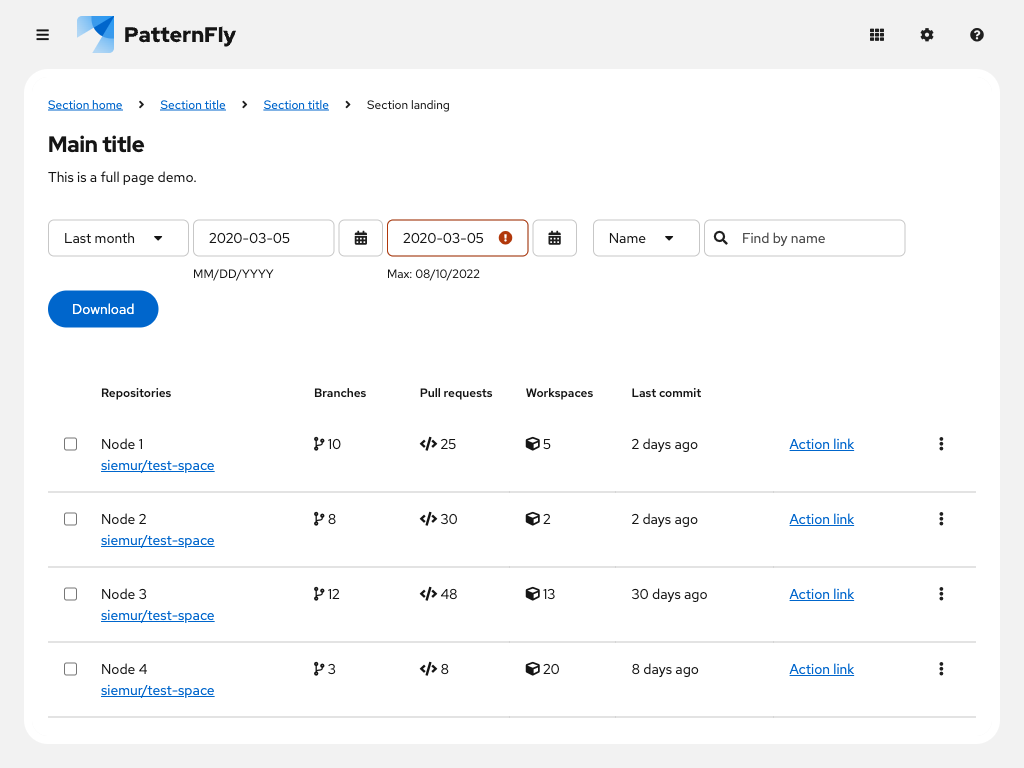 PatternFly
Section home Section title Section title Section landing
Main title
This is a full page demo.
Last month 2020-03-05 2020-03-05 Name Find by name
MM/DD/YYYY Max: 08/10/2022
Download
Repositories Branches Pull requests Workspaces Last commit
Node 1 10 25 5 2 days ago Action link
siemur/test-space
Node 2 8 30 2 2 days ago Action link
siemur/test-space
Node 3 12 48 13 30 days ago Action link
siemur/test-space
Node 4 3 8 20 8 days ago Action link
siemur/test-space